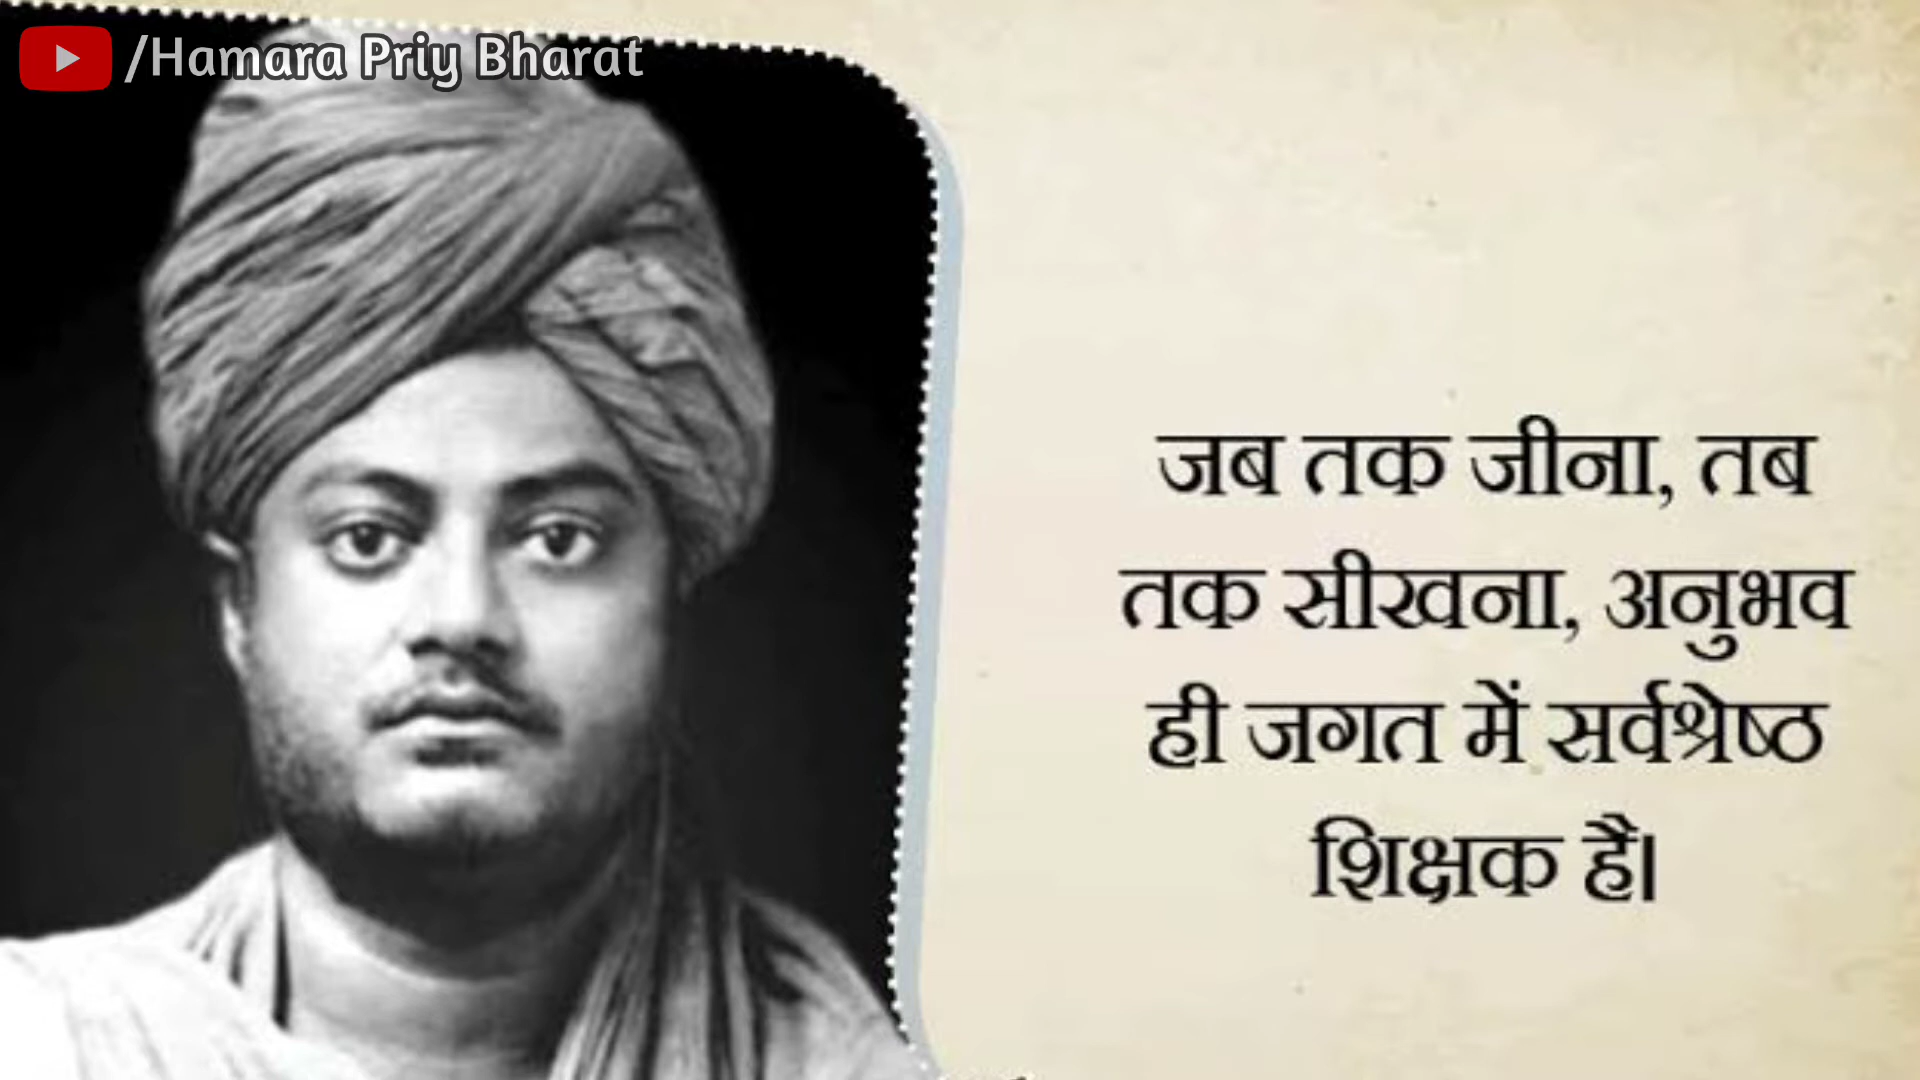 /Hamara Priy Bharat
जब तक जीना, तब
तक सीखना, अनुभव
ही जगत में सर्वश्रेष्ठ
शिक्षक है।